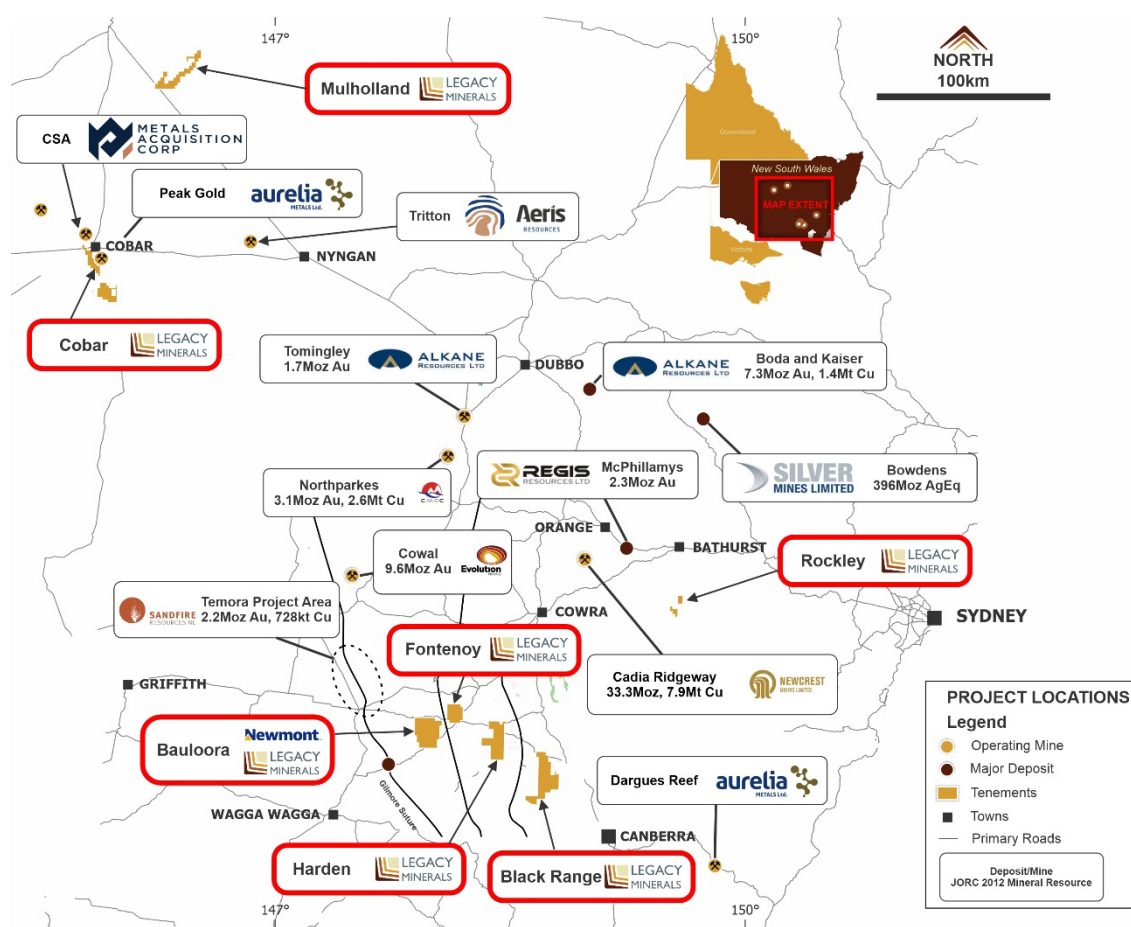 147°
150°
NORTH
100km
Mulholland
LEGACY
MINERALS
Queensland
New South Wales
MAP EXTENT
Victoria
CSA
METALS
ACQUISITION
CORP
Peak Gold
aurelia
METALS Ltd.
Tritton
Aeris
RESOURCES
COBAR
NYNGAN
Cobar
LEGACY
MINERALS
Tomingley
1.7Moz Au
ALKANE
RESOURCES LTD
DUBBO
ALKANE
RESOURCES LTD
Boda and Kaiser
7.3Moz Au, 1.4Mt Cu
Northparkes
3.1Moz Au, 2.6Mt Cu
CMOC
REGIS
RESOURCES LTD
McPhillamys
2.3Moz Au
SILVER
MINES LIMITED
Bowdens
396Moz AgEq
ORANGE
BATHURST
Cowal
9.6Moz Au
Evolution
Rockley
LEGACY
MINERALS
SANDFIRE
RESOURCES NL
Temora Project Area
2.2Moz Au, 728kt Cu
COWRA
SYDNEY
Fontenoy
LEGACY
MINERALS
Cadia Ridgeway
33.3Moz, 7.9Mt Cu
NEWCREST
MINING LIMITED
GRIFFITH
Bauloora
Newmont
LEGACY
MINERALS
Gilmore Suture
WAGGA WAGGA
Dargues Reef
aurelia
METALS Ltd.
CANBERRA
Harden
LEGACY
MINERALS
Black Range
LEGACY
MINERALS
PROJECT LOCATIONS
Legend
Operating Mine
Major Deposit
Tenements
Towns
Primary Roads
Deposit/Mine
JORC 2012 Mineral Resource
147°
150°